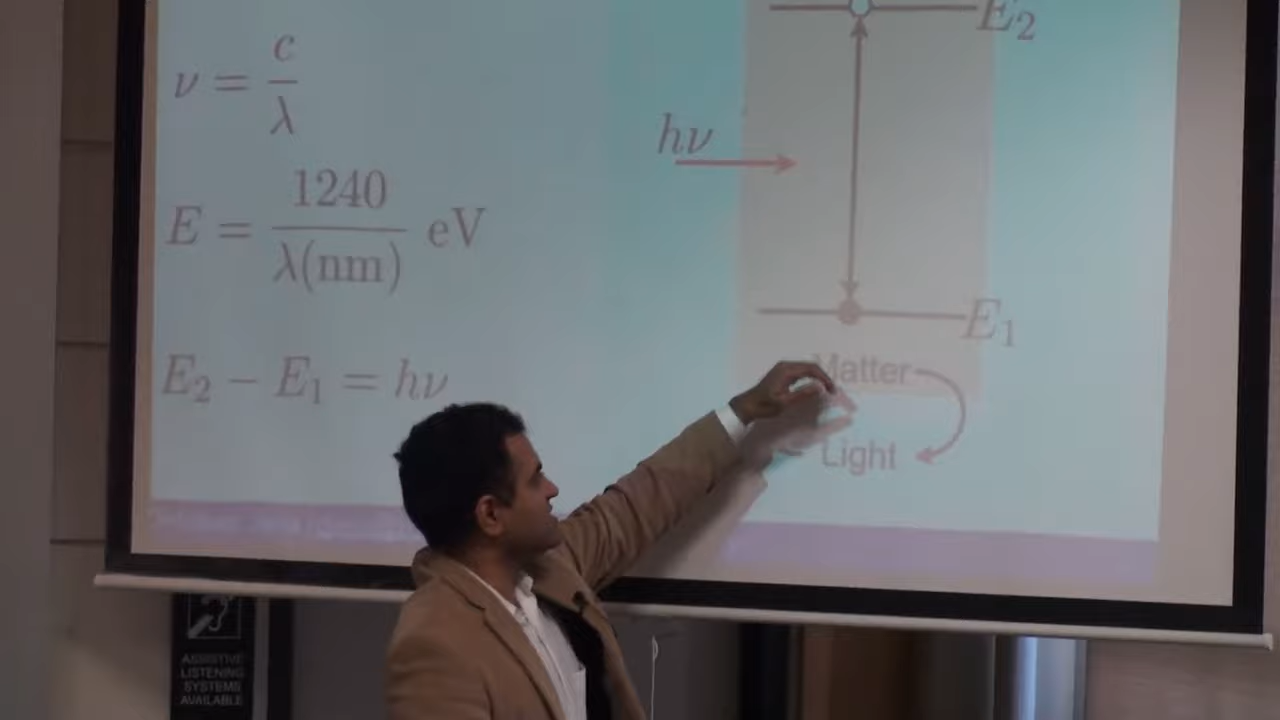 ν = c/λ
E = 1240/λ(nm) eV
E₂ − E₁ = hν
E₂
hν
E₁
Matter
Light
ASSISTIVE
LISTENING
SYSTEMS
AVAILABLE